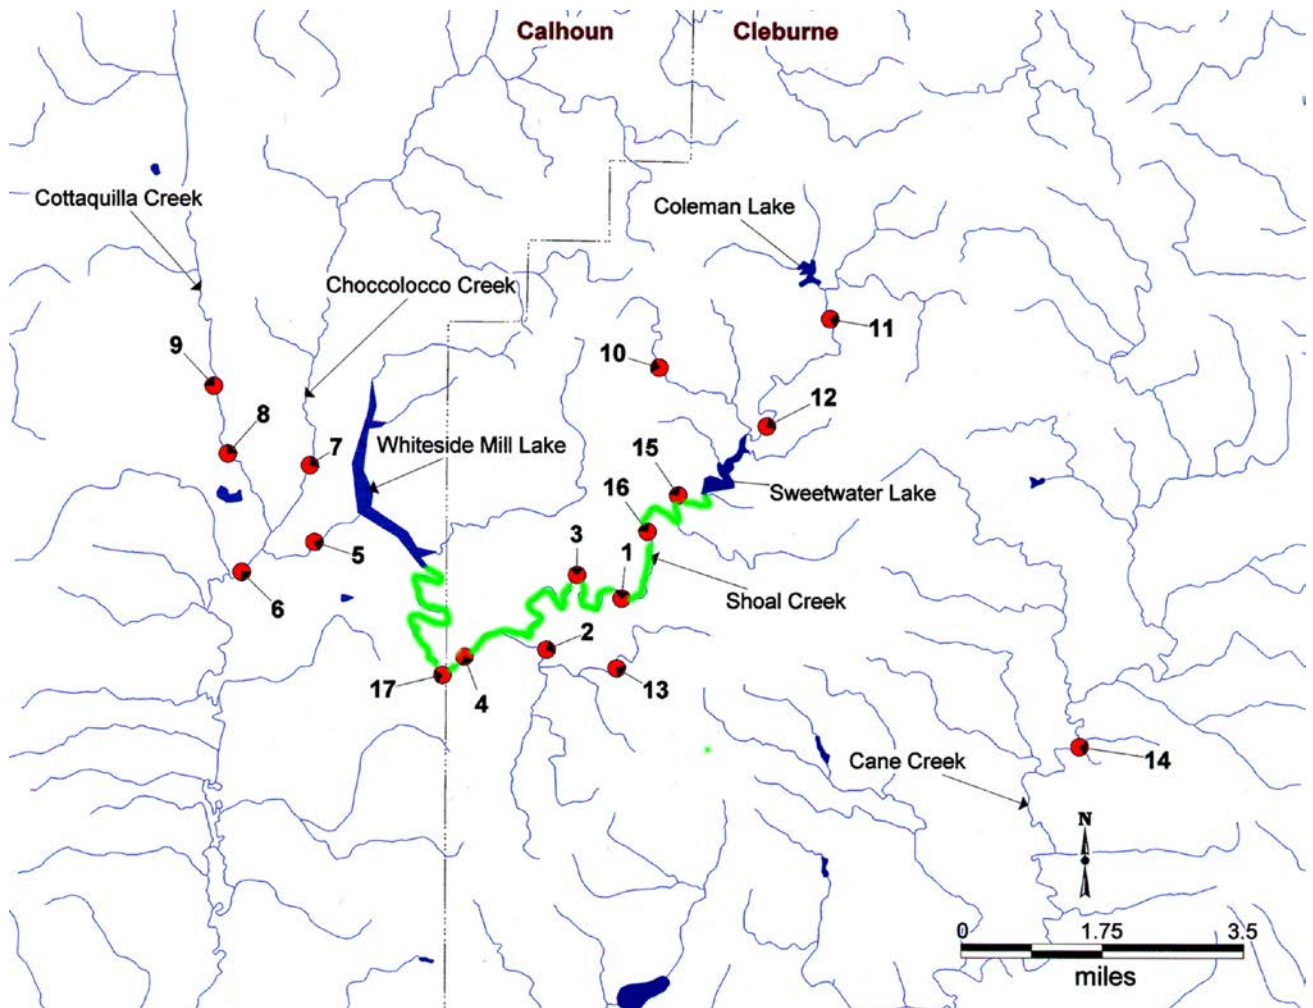 Calhoun
Cleburne
Cottaquilla Creek
Coleman Lake
Choccolocco Creek
11
9
10
8
12
7
Whiteside Mill Lake
15
Sweetwater Lake
16
3
1
5
Shoal Creek
6
2
17
4
13
Cane Creek
14
N
0 1.75 3.5
miles